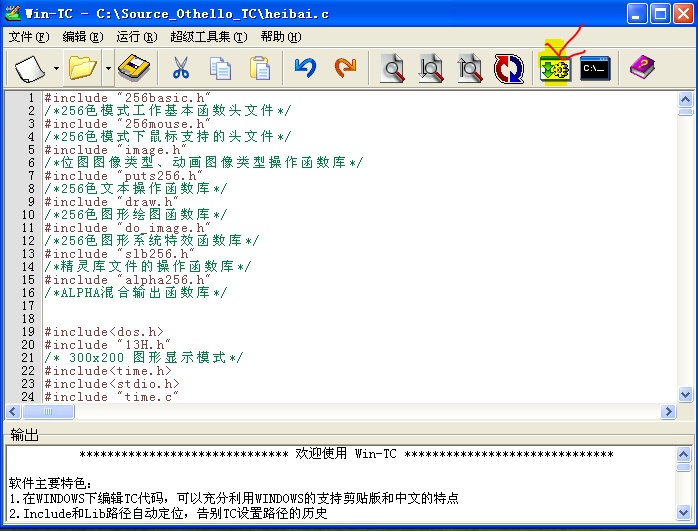 Win-TC - C:\Source_Othello_TC\heibai.c
文件(F) 编辑(E) 运行(R) 超级工具集(T) 帮助(H)
C:\_
1 #include "256basic.h"
2 /*256色模式工作基本函数头文件*/
3 #include "256mouse.h"
4 /*256色模式下鼠标支持的头文件*/
5 #include "image.h"
6 /*位图图像类型、动画图像类型操作函数库*/
7 #include "puts256.h"
8 /*256色文本操作函数库*/
9 #include "draw.h"
10 /*256色图形绘图函数库*/
11 #include "do_image.h"
12 /*256色图形系统特效函数库*/
13 #include "slb256.h"
14 /*精灵库文件的操作函数库*/
15 #include "alpha256.h"
16 /*ALPHA混合输出函数库*/
17
18
19 #include<dos.h>
20 #include "13H.h"
21 /* 300x200 图形显示模式*/
22 #include<time.h>
23 #include<stdio.h>
24 #include "time.c"
输出
****************************** 欢迎使用 Win-TC ******************************
软件主要特色：
1.在WINDOWS下编辑TC代码，可以充分利用WINDOWS的支持剪贴版和中文的特点
2.Include和Lib路径自动定位，告别TC设置路径的历史